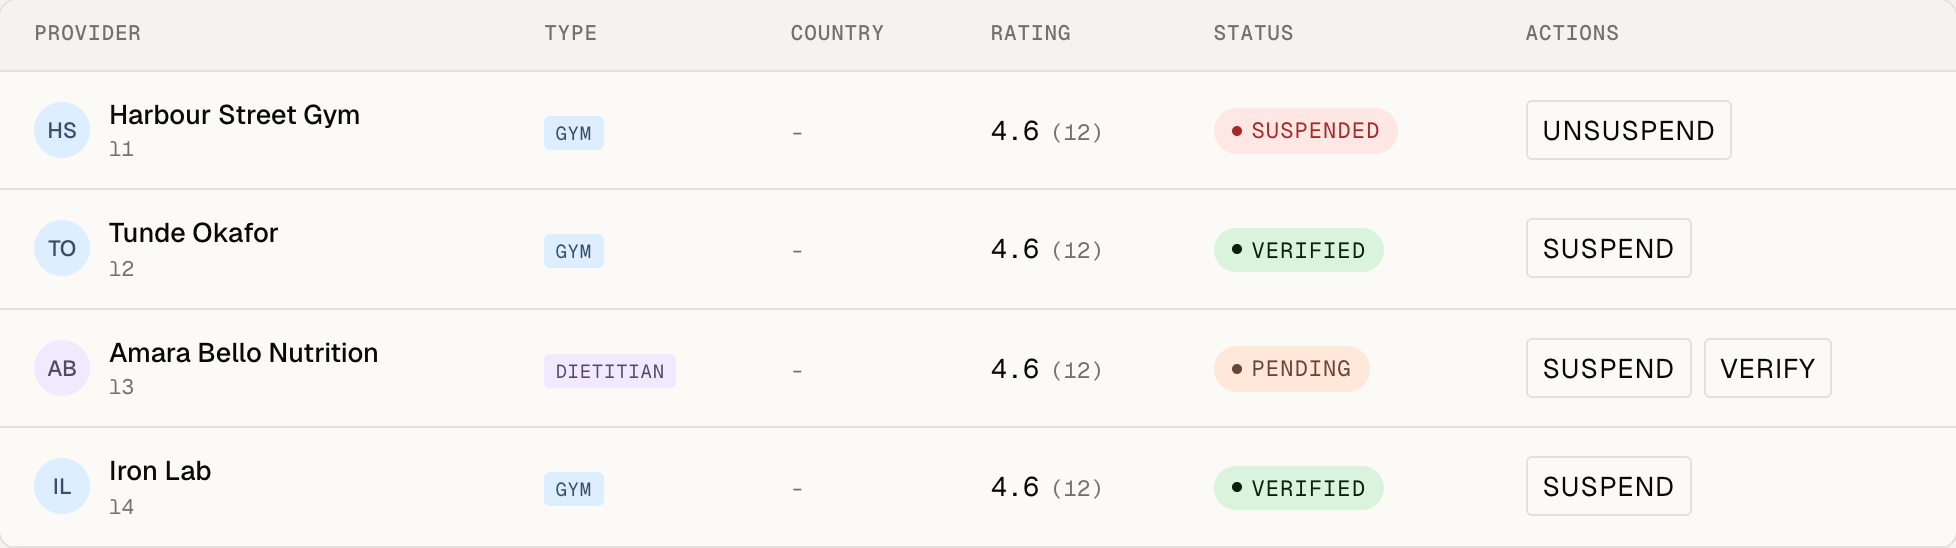 PROVIDER TYPE COUNTRY RATING STATUS ACTIONS
HS Harbour Street Gym GYM - 4.6 (12) SUSPENDED UNSUSPEND
l1
TO Tunde Okafor GYM - 4.6 (12) VERIFIED SUSPEND
l2
AB Amara Bello Nutrition DIETITIAN - 4.6 (12) PENDING SUSPEND VERIFY
l3
IL Iron Lab GYM - 4.6 (12) VERIFIED SUSPEND
l4